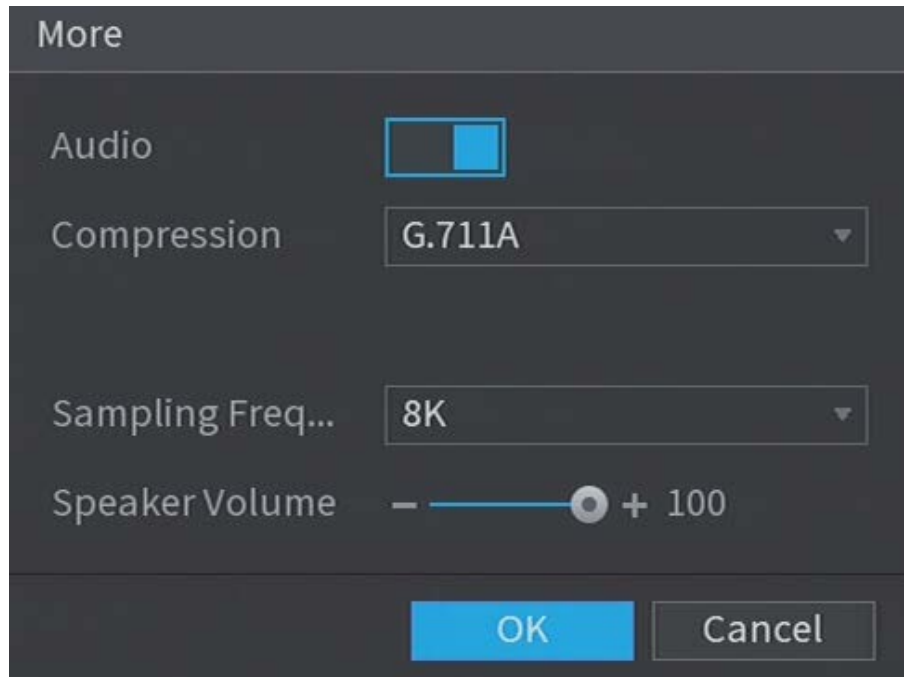 More
Audio
Compression G.711A
Sampling Freq... 8K
Speaker Volume - + 100
OK Cancel